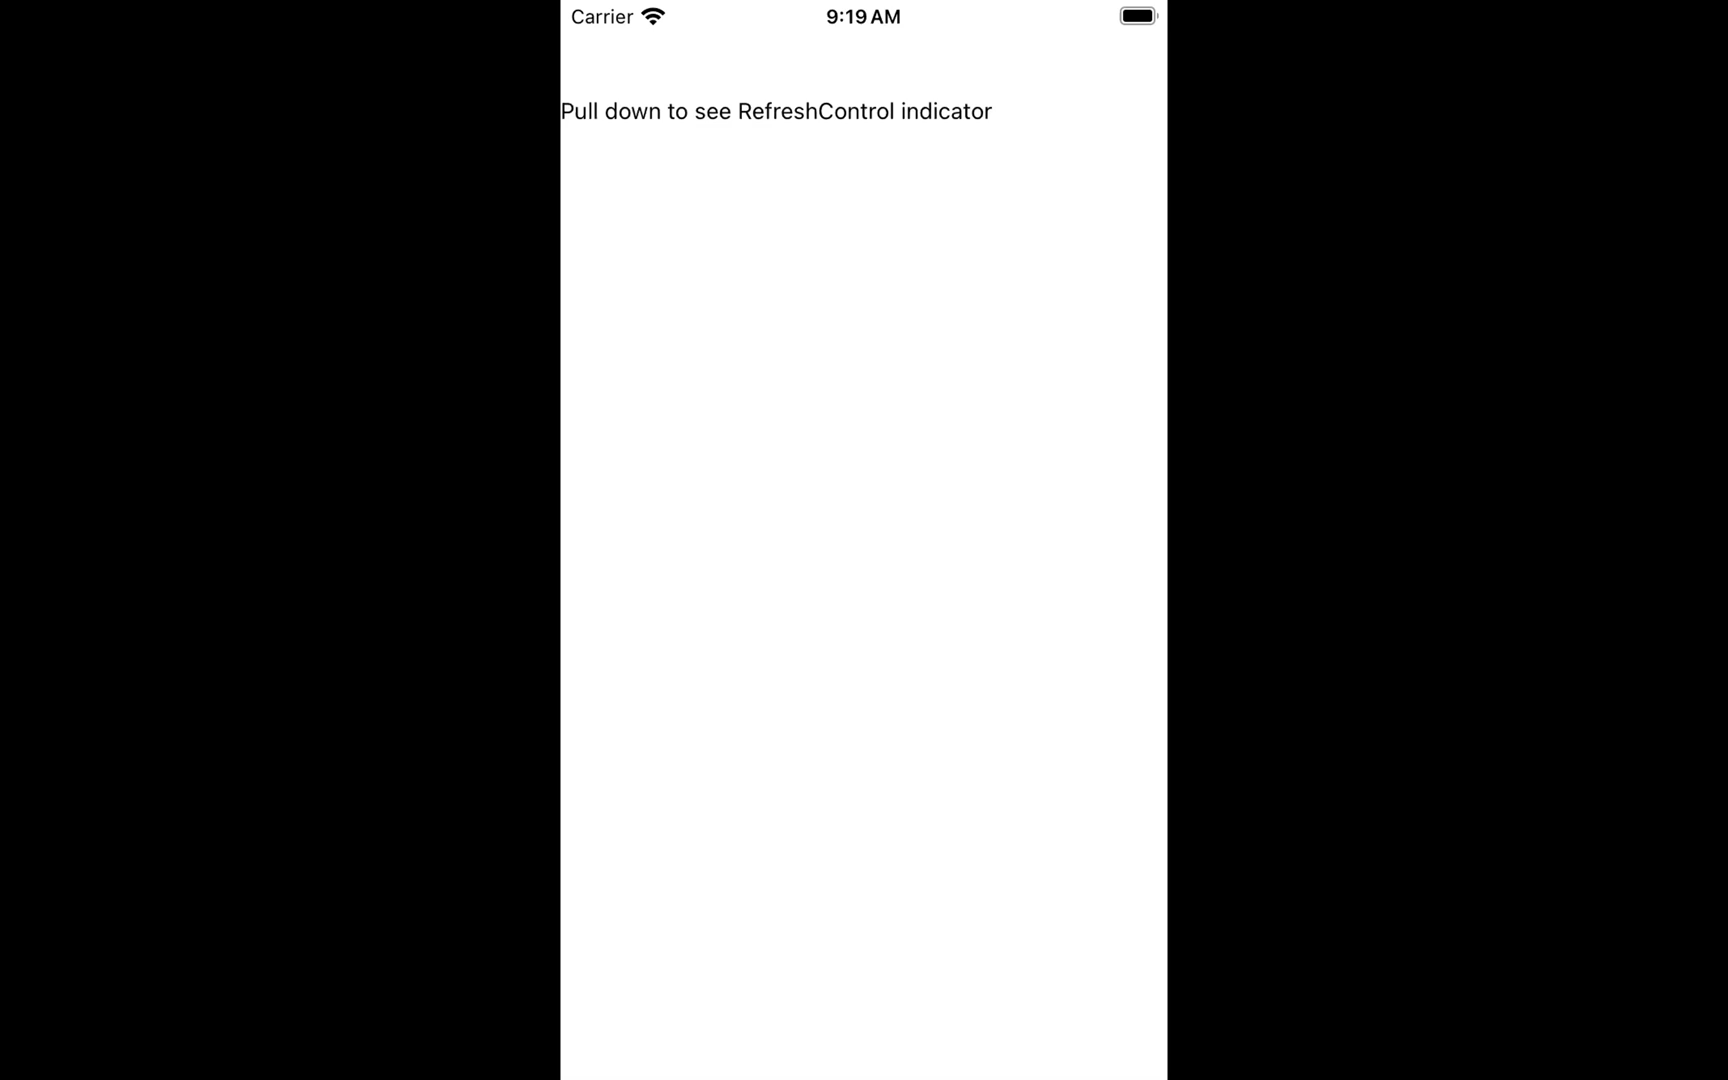 Carrier 9:19 AM
Pull down to see RefreshControl indicator